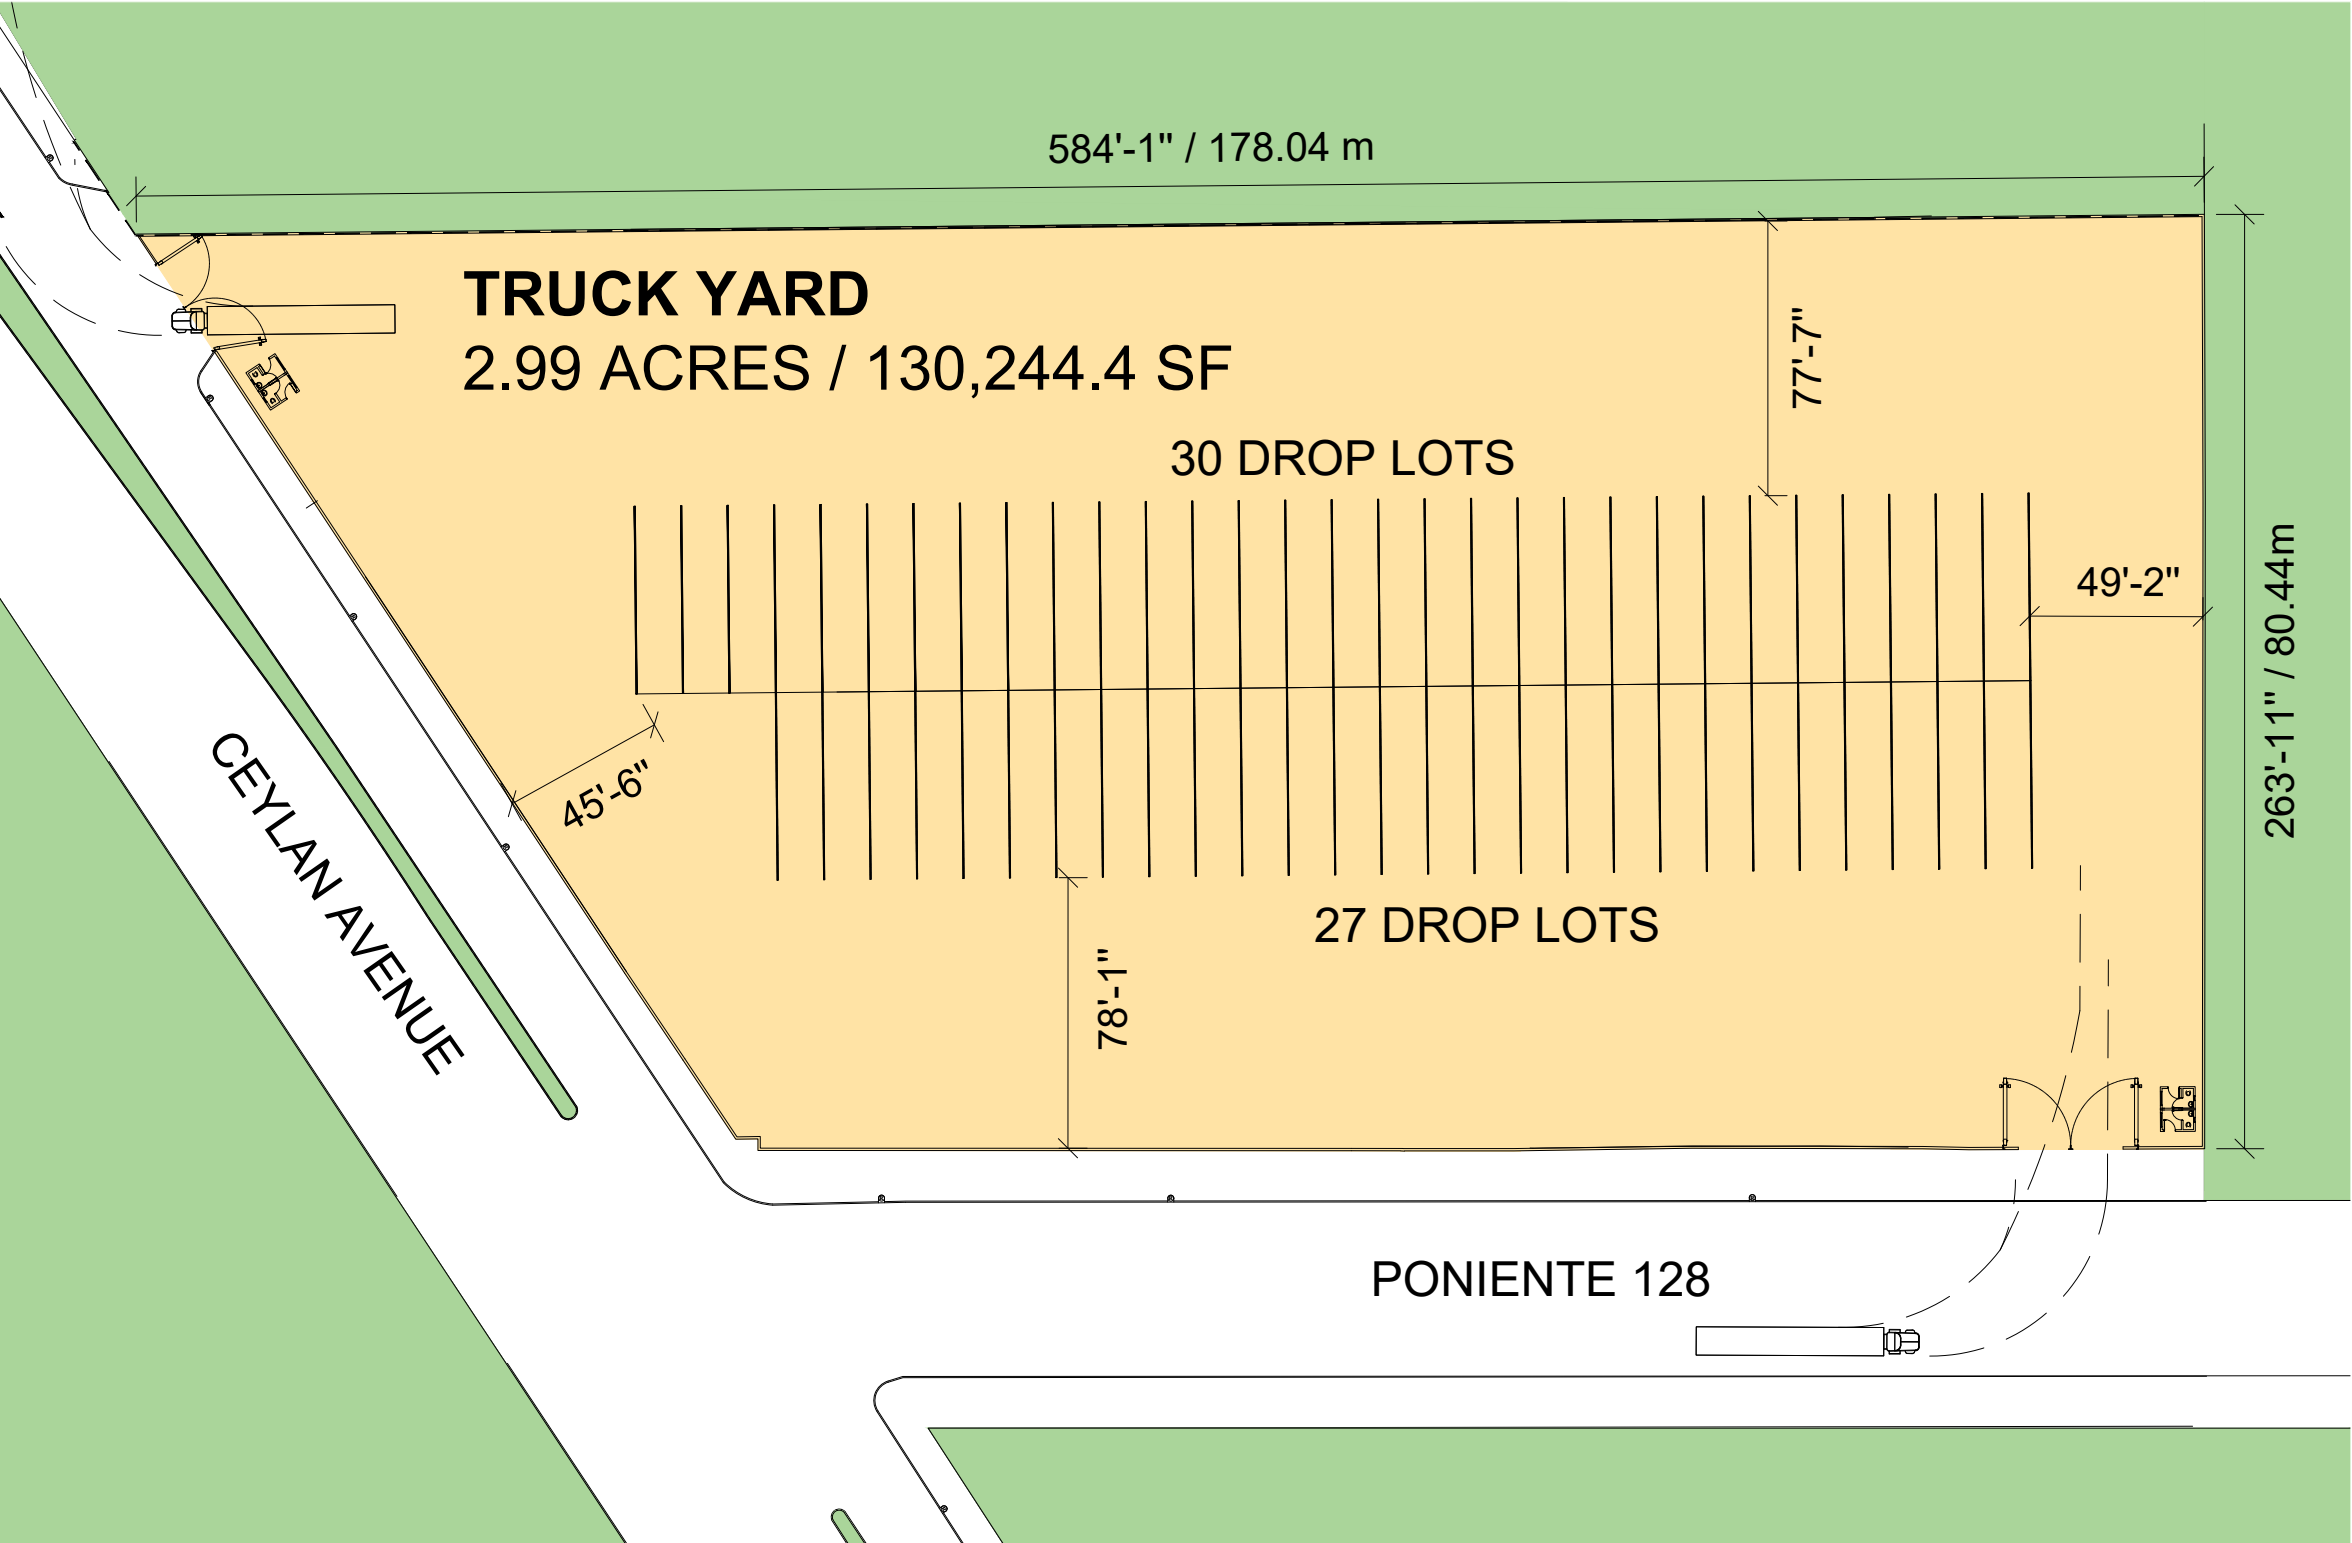 584'-1" / 178.04 m
TRUCK YARD
2.99 ACRES / 130,244.4 SF
77'-7"
30 DROP LOTS
49'-2"
263'-11" / 80.44m
45'-6"
CEYLAN AVENUE
27 DROP LOTS
78'-1"
PONIENTE 128